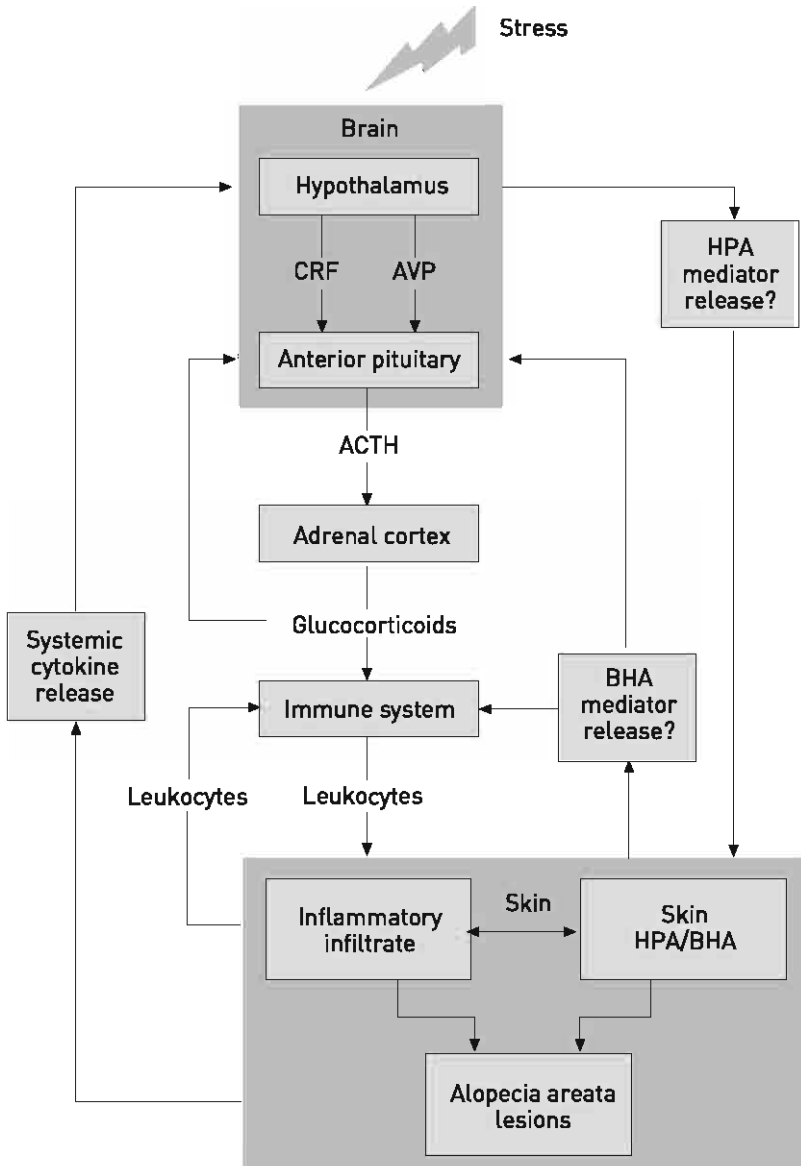 Stress
Brain
Hypothalamus
CRF
AVP
Anterior pituitary
HPA
mediator
release?
ACTH
Adrenal cortex
Glucocorticoids
Systemic
cytokine
release
Immune system
BHA
mediator
release?
Leukocytes
Leukocytes
Inflammatory
infiltrate
Skin
Skin
HPA/BHA
Alopecia areata
lesions